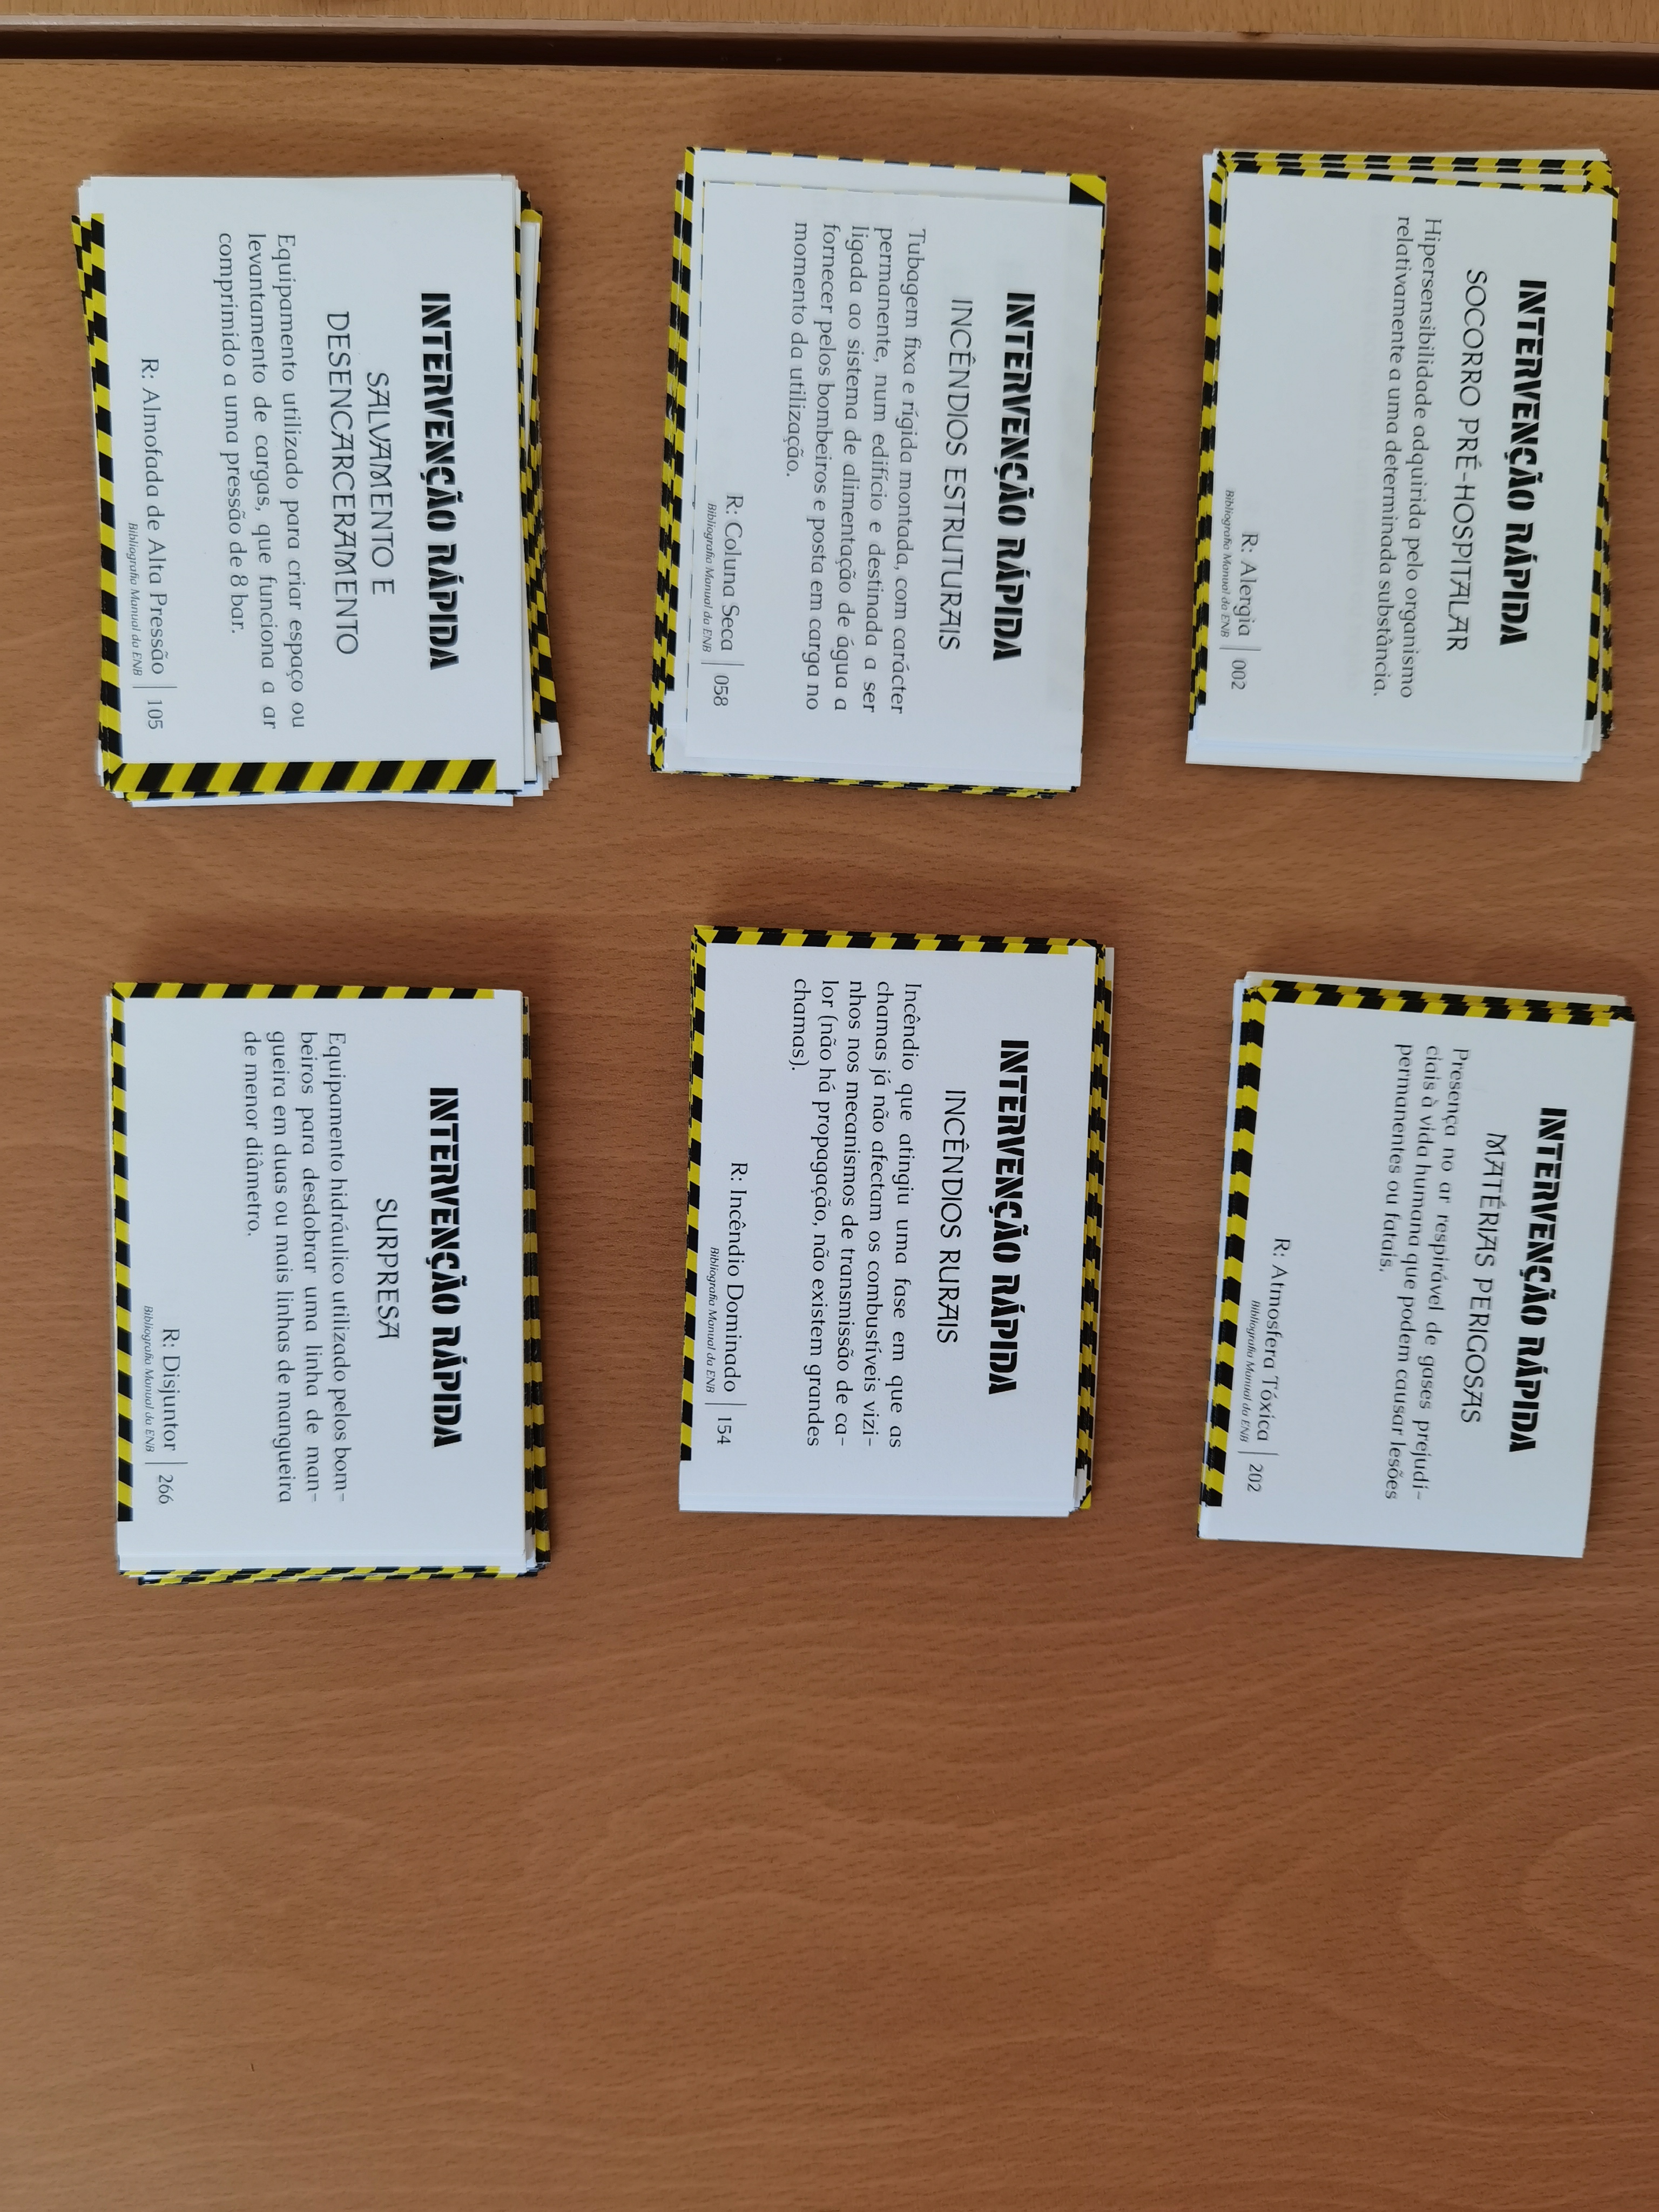 INTERVENÇÃO RÁPIDA
SOCORRO PRÉ-HOSPITALAR
Hipersensibilidade adquirida pelo organismo
relativamente a uma determinada substância.
R: Alergia | 002
Bibliografia Manual da ENB
INTERVENÇÃO RÁPIDA
MATÉRIAS PERIGOSAS
Presença no ar respirável de gases prejudi-
ciais à vida humana que podem causar lesões
permanentes ou fatais.
R: Atmosfera Tóxica | 202
Bibliografia Manual da ENB
INTERVENÇÃO RÁPIDA
INCÊNDIOS ESTRUTURAIS
Tubagem fixa e rígida montada, com carácter
permanente, num edifício e destinada a ser
ligada ao sistema de alimentação de água a
fornecer pelos bombeiros e posta em carga no
momento da utilização.
R: Coluna Seca | 058
Bibliografia Manual da ENB
INTERVENÇÃO RÁPIDA
INCÊNDIOS RURAIS
Incêndio que atingiu uma fase em que as
chamas já não afectam os combustíveis vizi-
nhos nos mecanismos de transmissão de ca-
lor (não há propagação, não existem grandes
chamas).
R: Incêndio Dominado | 154
Bibliografia Manual da ENB
INTERVENÇÃO RÁPIDA
SALVAMENTO E
DESENCARCERAMENTO
Equipamento utilizado para criar espaço ou
levantamento de cargas, que funciona a ar
comprimido a uma pressão de 8 bar.
R: Almofada de Alta Pressão | 105
Bibliografia Manual da ENB
INTERVENÇÃO RÁPIDA
SURPRESA
Equipamento hidráulico utilizado pelos bom-
beiros para desdobrar uma linha de man-
gueira em duas ou mais linhas de mangueira
de menor diâmetro.
R: Disjuntor | 266
Bibliografia Manual da ENB